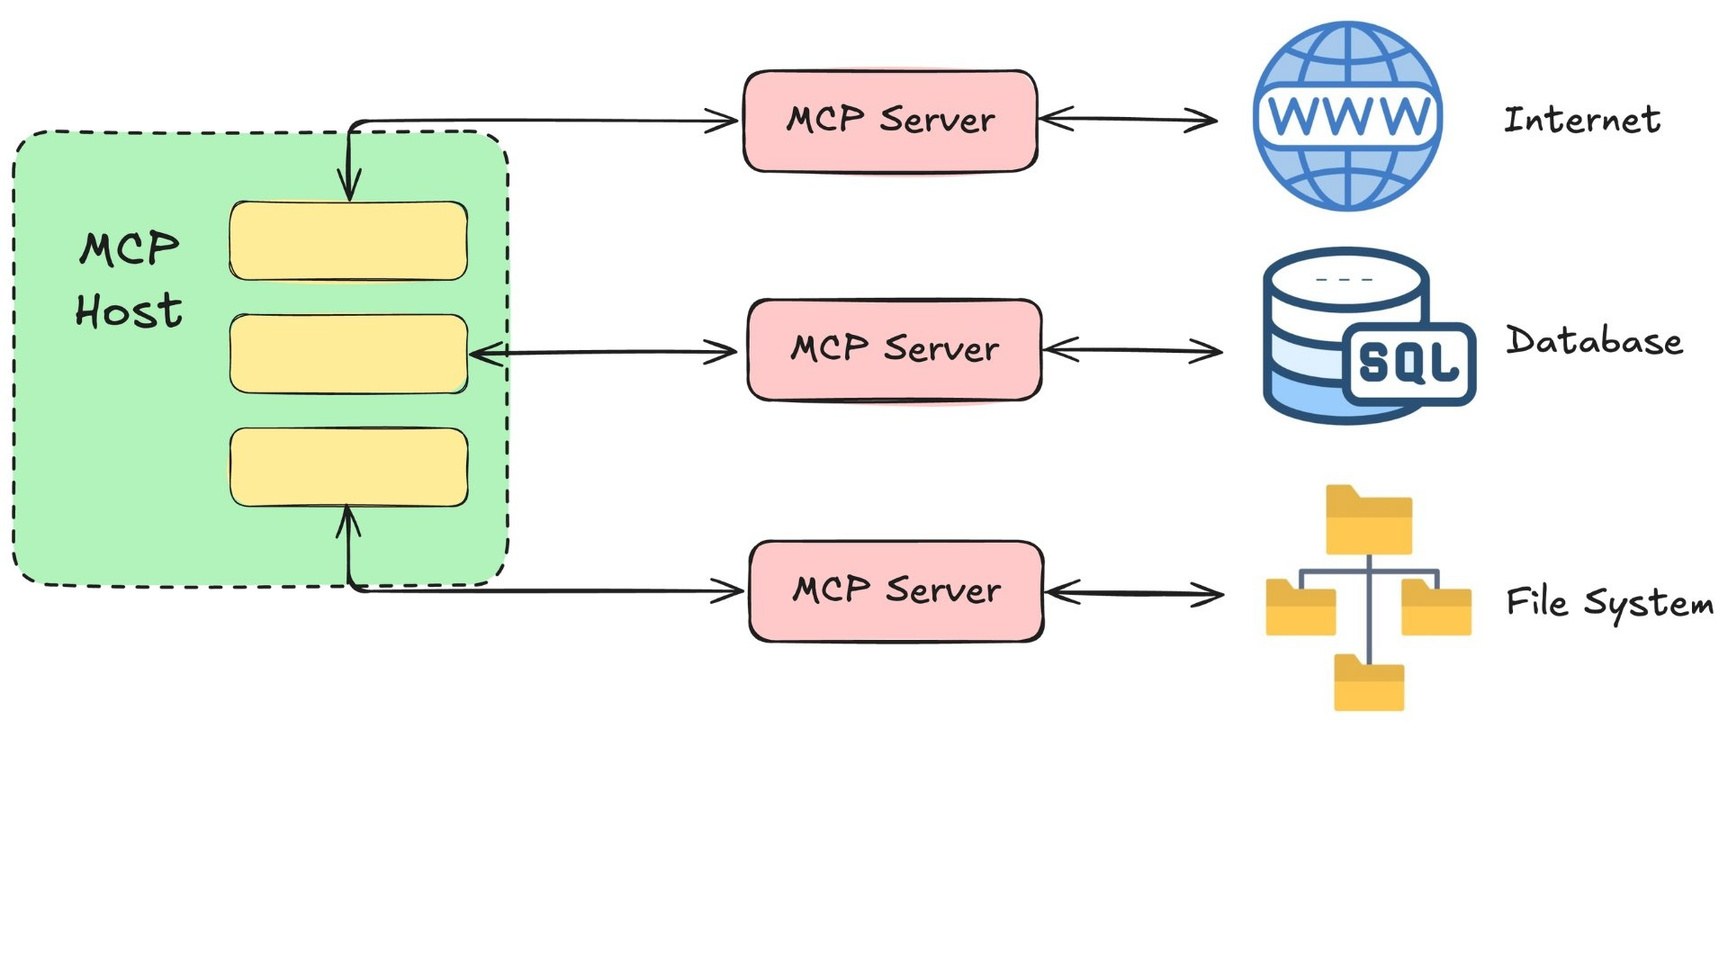 MCP Server
WWW
Internet
MCP
Host
MCP Server
SQL
Database
MCP Server
File System